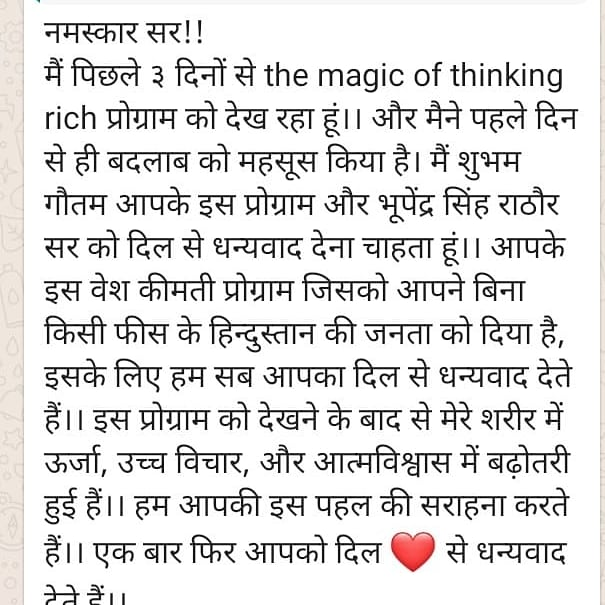 नमस्कार सर!!
मैं पिछले ३ दिनों से the magic of thinking
rich प्रोग्राम को देख रहा हूं।। और मैने पहले दिन
से ही बदलाब को महसूस किया है। मैं शुभम
गौतम आपके इस प्रोग्राम और भूपेंद्र सिंह राठौर
सर को दिल से धन्यवाद देना चाहता हूं।। आपके
इस वेश कीमती प्रोग्राम जिसको आपने बिना
किसी फीस के हिन्दुस्तान की जनता को दिया है,
इसके लिए हम सब आपका दिल से धन्यवाद देते
हैं।। इस प्रोग्राम को देखने के बाद से मेरे शरीर में
ऊर्जा, उच्च विचार, और आत्मविश्वास में बढ़ोतरी
हुई हैं।। हम आपकी इस पहल की सराहना करते
हैं।। एक बार फिर आपको दिल ❤️ से धन्यवाद
देते हैं।।